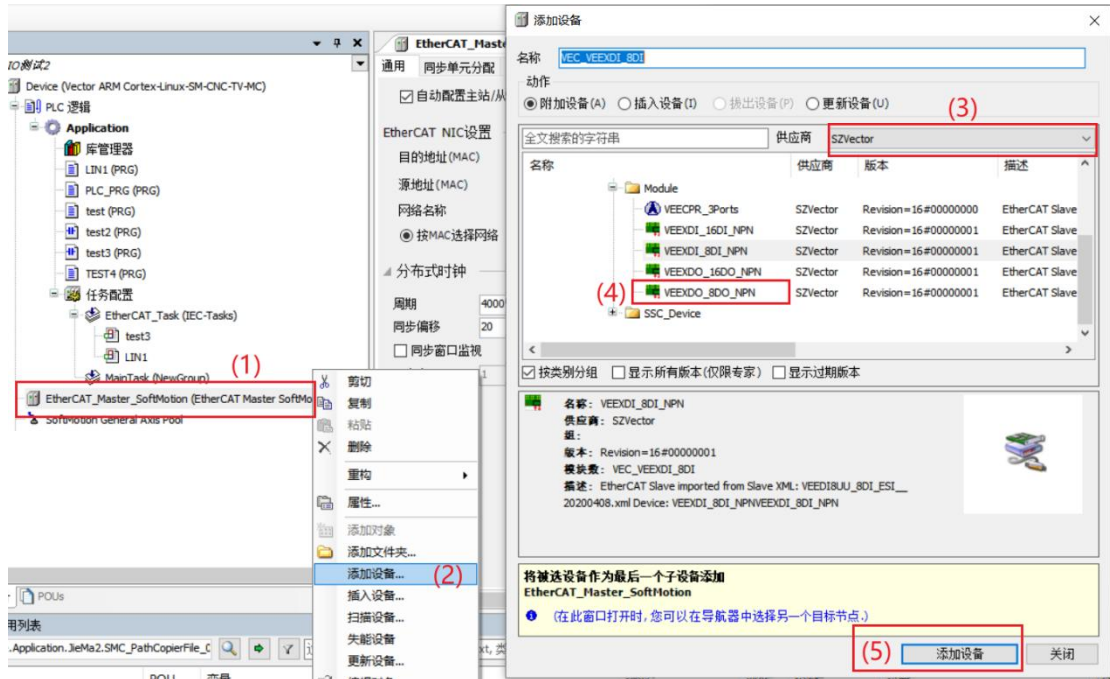 IO测试2
Device (Vector ARM Cortex-Linux-SM-CNC-TV-MC)
PLC 逻辑
Application
库管理器
LIN1 (PRG)
PLC_PRG (PRG)
test (PRG)
test2 (PRG)
test3 (PRG)
TEST4 (PRG)
任务配置
EtherCAT_Task (IEC-Tasks)
test3
LIN1
(1)
MainTask (NewGroup)
EtherCAT_Master_SoftMotion (EtherCAT Master SoftMo
SoftMotion General Axis Pool
POUs
用列表
.Application.JieMa2.SMC_PathCopierFile_C
POU 变量
EtherCAT_Maste
通用 同步单元分配
自动配置主站/从
EtherCAT NIC设置
目的地址(MAC)
源地址(MAC)
网络名称
按MAC选择网络
分布式时钟
周期 4000
同步偏移 20
同步窗口监视
1
剪切
复制
粘贴
删除
重构
属性...
添加对象
添加文件夹...
添加设备... (2)
插入设备...
扫描设备...
失能设备
更新设备...
xt, 类
添加设备
名称 VEC_VEEXDI_8DI
动作
附加设备(A) 插入设备(I) 拔出设备(P) 更新设备(U)
(3)
全文搜索的字符串 供应商 SZVector
名称 供应商 版本 描述
Module
VEECPR_3Ports SZVector Revision=16#00000000 EtherCAT Slave
VEEXDI_16DI_NPN SZVector Revision=16#00000001 EtherCAT Slave
VEEXDI_8DI_NPN SZVector Revision=16#00000001 EtherCAT Slave
VEEXDO_16DO_NPN SZVector Revision=16#00000001 EtherCAT Slave
(4) VEEXDO_8DO_NPN SZVector Revision=16#00000001 EtherCAT Slave
SSC_Device
按类别分组 显示所有版本(仅限专家) 显示过期版本
名称: VEEXDI_8DI_NPN
供应商: SZVector
组:
版本: Revision=16#00000001
模块数: VEC_VEEXDI_8DI
描述: EtherCAT Slave imported from Slave XML: VEEDI8UU_8DI_ESI__
20200408.xml Device: VEEXDI_8DI_NPNVEEXDI_8DI_NPN
将被选设备作为最后一个子设备添加
EtherCAT_Master_SoftMotion
(在此窗口打开时, 您可以在导航器中选择另一个目标节点.)
(5) 添加设备 关闭